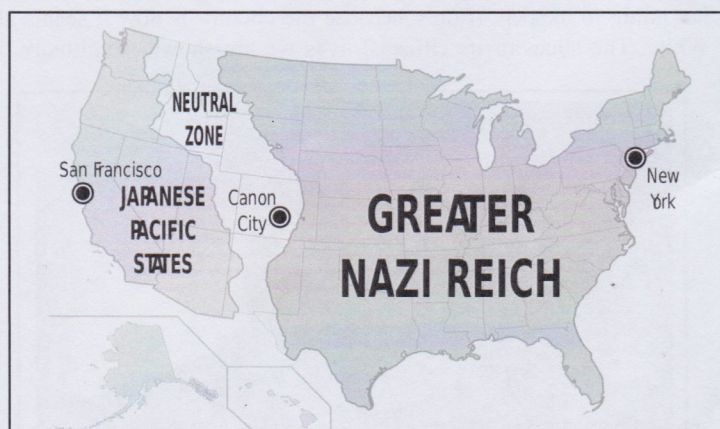 NEUTRAL
ZONE
San Francisco
JAPANESE
PACIFIC
STATES
Canon
City
GREATER
NAZI REICH
New
York